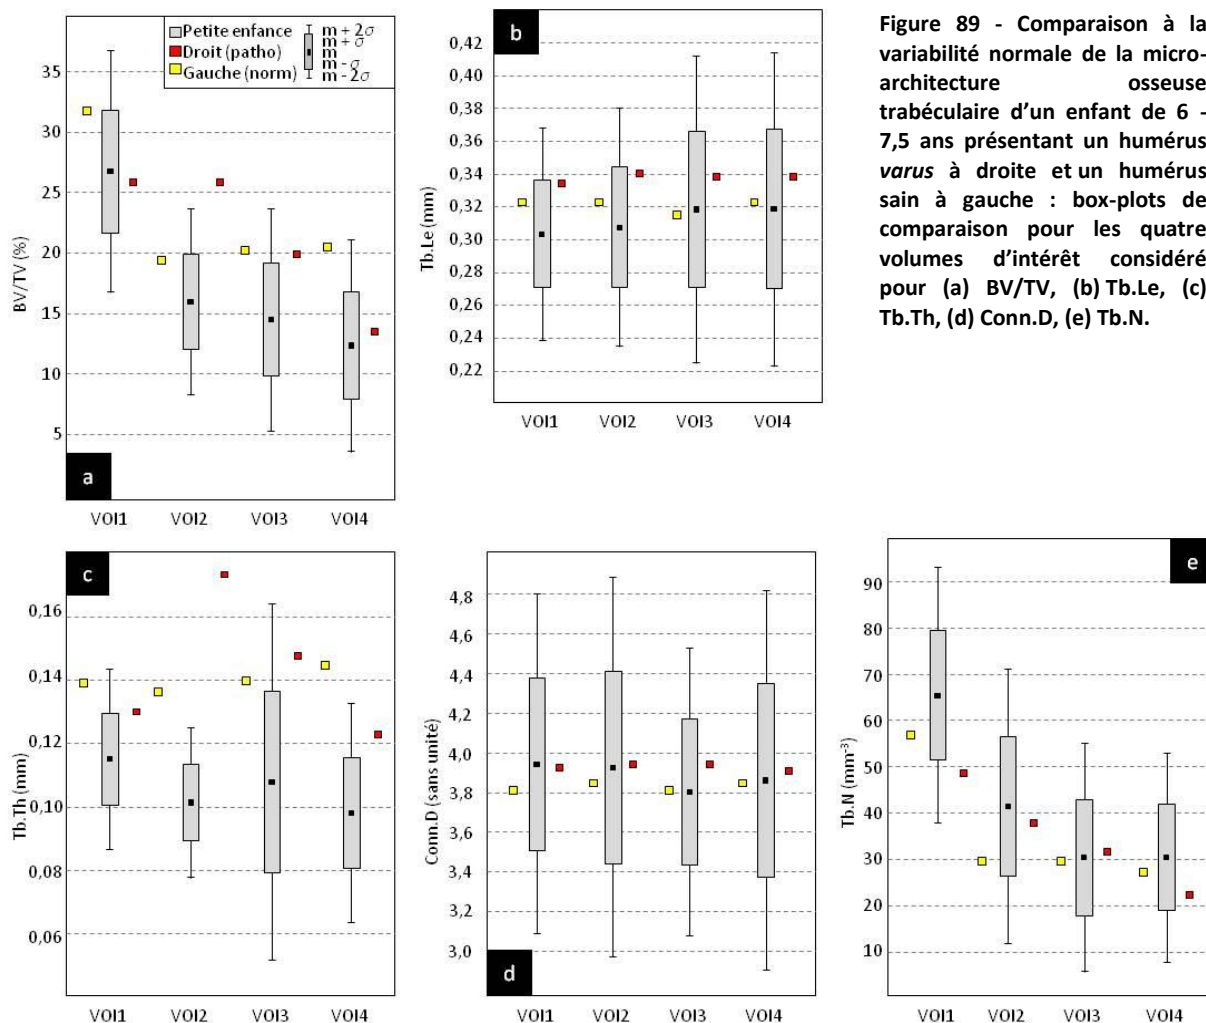 Petite enfance
Droit (patho)
Gauche (norm)
m + 2σ
m + σ
m - σ
m - 2σ
35
30
25
20
15
10
5
BV/TV (%)
a
VOI1 VOI2 VOI3 VOI4
b
0,42
0,40
0,38
0,36
0,34
0,32
0,30
0,28
0,26
0,24
0,22
Tb.Le (mm)
VOI1 VOI2 VOI3 VOI4
Figure 89 - Comparaison à la
variabilité normale de la micro-
architecture osseuse
trabéculaire d’un enfant de 6 -
7,5 ans présentant un humérus
varus à droite et un humérus
sain à gauche : box-plots de
comparaison pour les quatre
volumes d’intérêt considéré
pour (a) BV/TV, (b) Tb.Le, (c)
Tb.Th, (d) Conn.D, (e) Tb.N.
c
0,16
0,14
0,12
0,10
0,08
0,06
Tb.Th (mm)
VOI1 VOI2 VOI3 VOI4
4,8
4,6
4,4
4,2
4,0
3,8
3,6
3,4
3,2
3,0
Conn.D (sans unité)
d
VOI1 VOI2 VOI3 VOI4
e
90
80
70
60
50
40
30
20
10
Tb.N (mm⁻³)
VOI1 VOI2 VOI3 VOI4